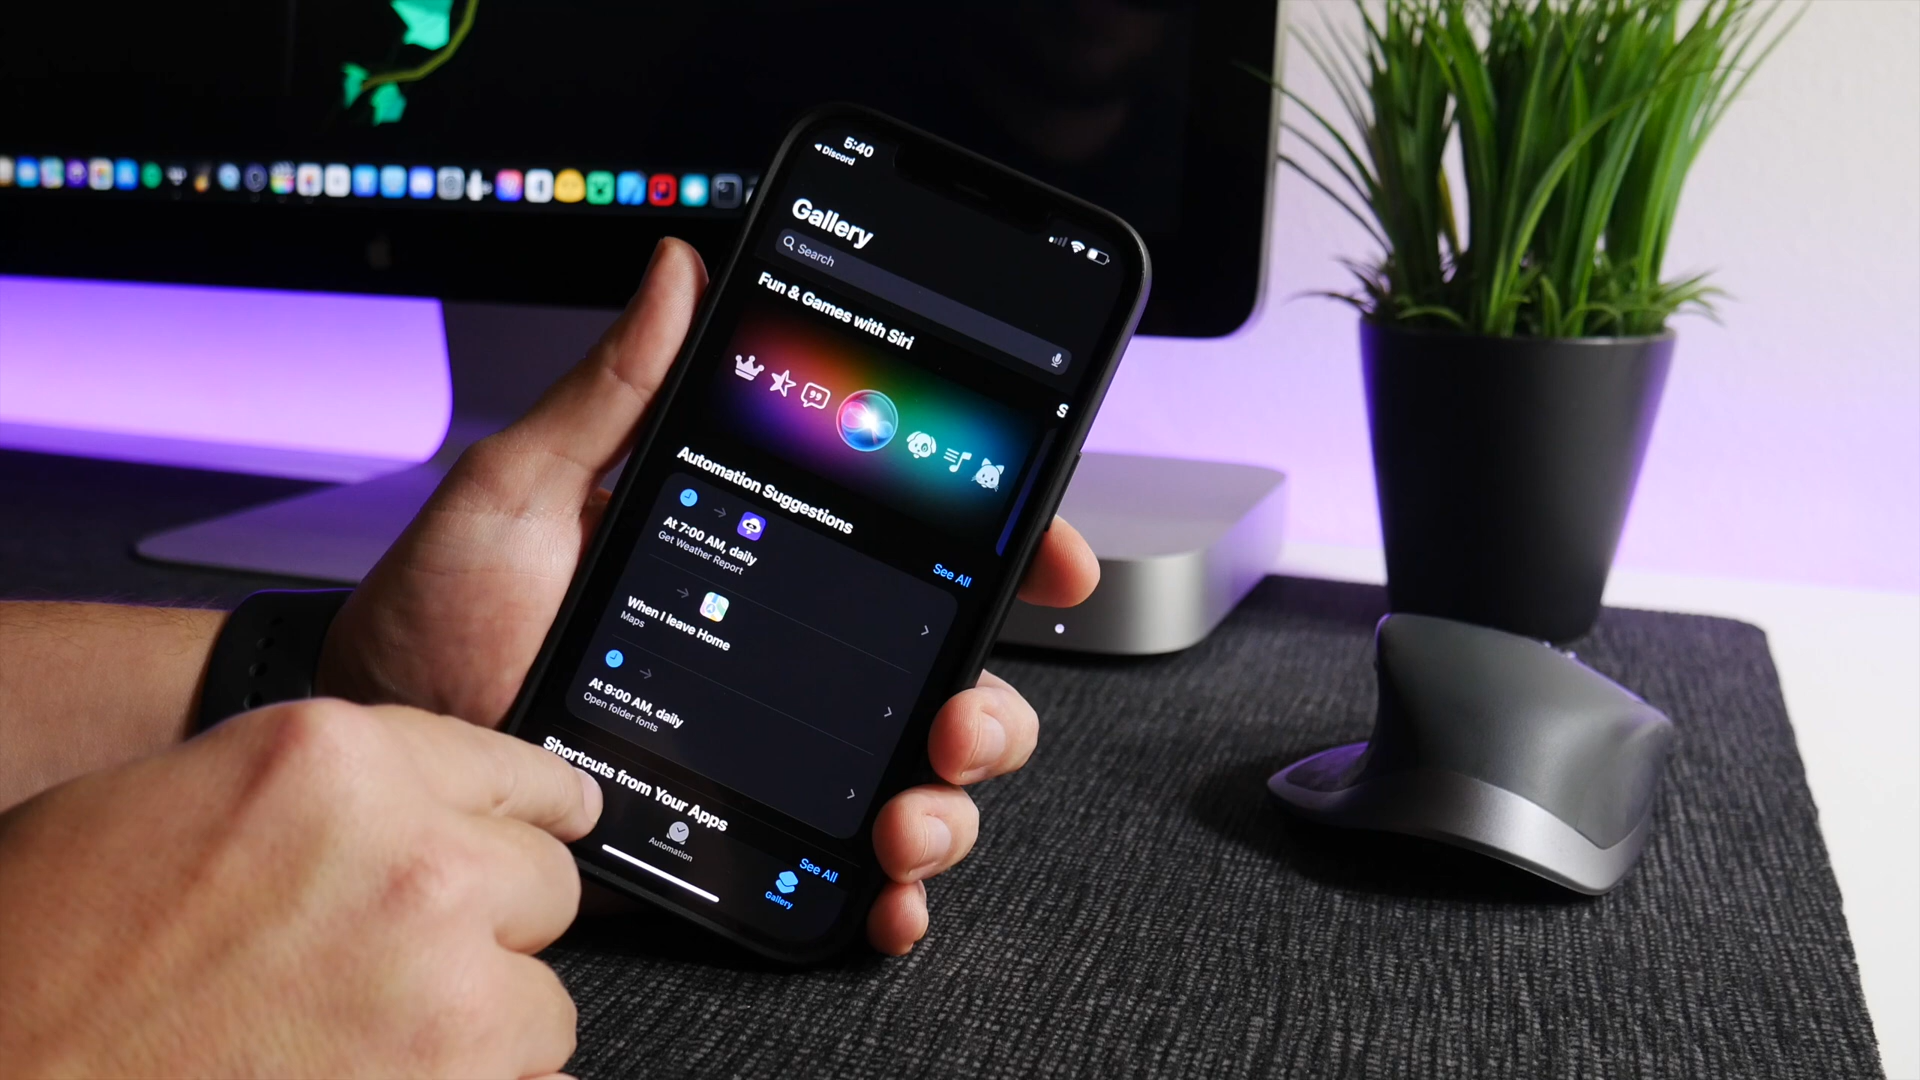 5:40
Discord
Gallery
Search
Fun & Games with Siri
S
Automation Suggestions
See All
At 7:00 AM, daily
Get Weather Report
When I leave Home
Maps
At 9:00 AM, daily
Open folder fonts
Shortcuts from Your Apps
See All
Automation
Gallery